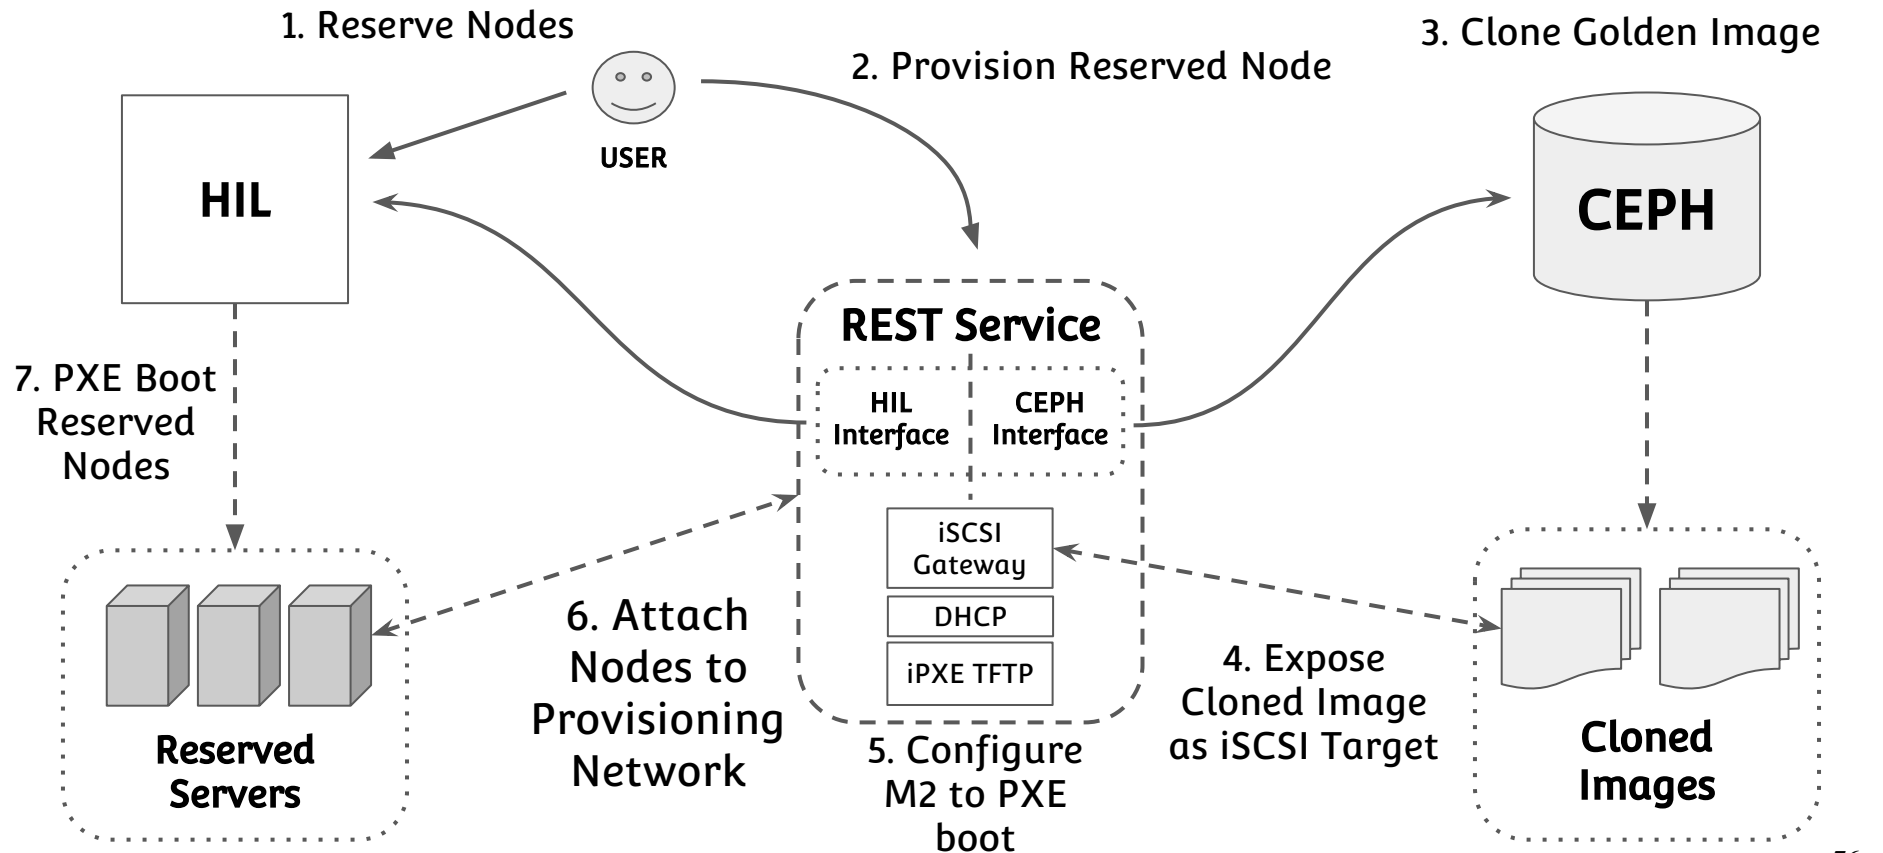 1. Reserve Nodes
2. Provision Reserved Node
3. Clone Golden Image
USER
HIL
CEPH
REST Service
HIL
Interface
CEPH
Interface
7. PXE Boot
Reserved
Nodes
iSCSI
Gateway
DHCP
iPXE TFTP
6. Attach
Nodes to
Provisioning
Network
4. Expose
Cloned Image
as iSCSI Target
5. Configure
M2 to PXE
boot
Reserved
Servers
Cloned
Images